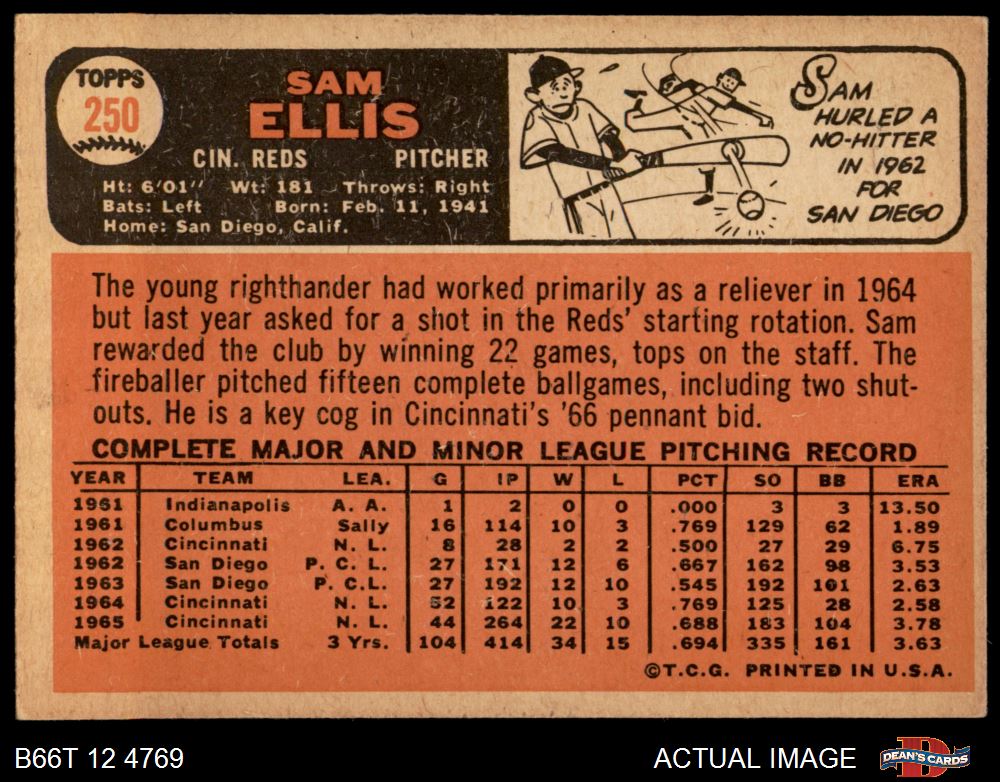 TOPPS
250
SAM
ELLIS
CIN. REDS PITCHER
Ht: 6'01" Wt: 181 Throws: Right
Bats: Left Born: Feb. 11, 1941
Home: San Diego, Calif.
SAM
HURLED A
NO-HITTER
IN 1962
FOR
SAN DIEGO
The young righthander had worked primarily as a reliever in 1964
but last year asked for a shot in the Reds' starting rotation. Sam
rewarded the club by winning 22 games, tops on the staff. The
fireballer pitched fifteen complete ballgames, including two shut-
outs. He is a key cog in Cincinnati's '66 pennant bid.
COMPLETE MAJOR AND MINOR LEAGUE PITCHING RECORD
YEAR TEAM LEA. G IP W L PCT SO BB ERA
1961 Indianapolis A. A. 1 2 0 0 .000 3 3 13.50
1961 Columbus Sally 16 114 10 3 .769 129 62 1.89
1962 Cincinnati N. L. 8 28 2 2 .500 27 29 6.75
1962 San Diego P. C. L. 27 171 12 6 .667 162 98 3.53
1963 San Diego P. C.L. 27 192 12 10 .545 192 101 2.63
1964 Cincinnati N. L. 52 122 10 3 .769 125 28 2.58
1965 Cincinnati N. L. 44 264 22 10 .688 183 104 3.78
Major League Totals 3 Yrs. 104 414 34 15 .694 335 161 3.63
©T.C.G. PRINTED IN U.S.A.
B66T 12 4769 ACTUAL IMAGE DEAN'S CARDS